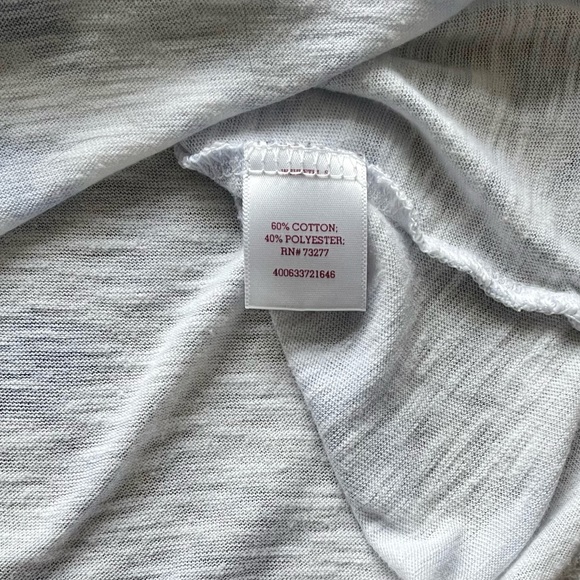 60% COTTON;
40% POLYESTER;
RN# 73277
400633721646